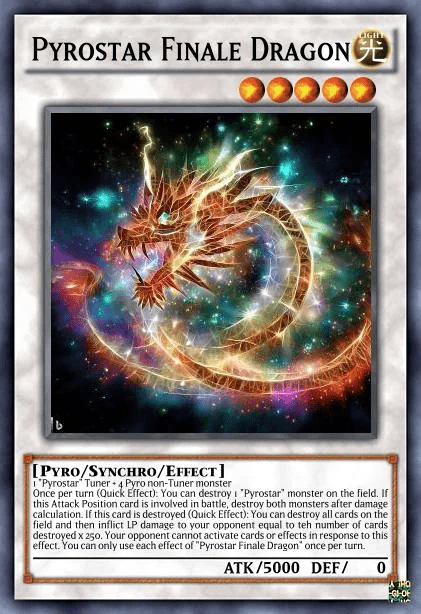 PYROSTAR FINALE DRAGON
LIGHT
光
[PYRO/SYNCHRO/EFFECT]
1 "Pyrostar" Tuner + 4 Pyro non-Tuner monster
Once per turn (Quick Effect): You can destroy 1 "Pyrostar" monster on the field. If
this Attack Position card is involved in battle, destroy both monsters after damage
calculation. If this card is destroyed (Quick Effect): You can destroy all cards on
the field and then inflict LP damage to your opponent equal to teh number of cards
destroyed x 250. Your opponent cannot activate cards or effects in response to this
effect. You can only use each effect of "Pyrostar Finale Dragon" once per turn.
ATK/5000 DEF/ 0